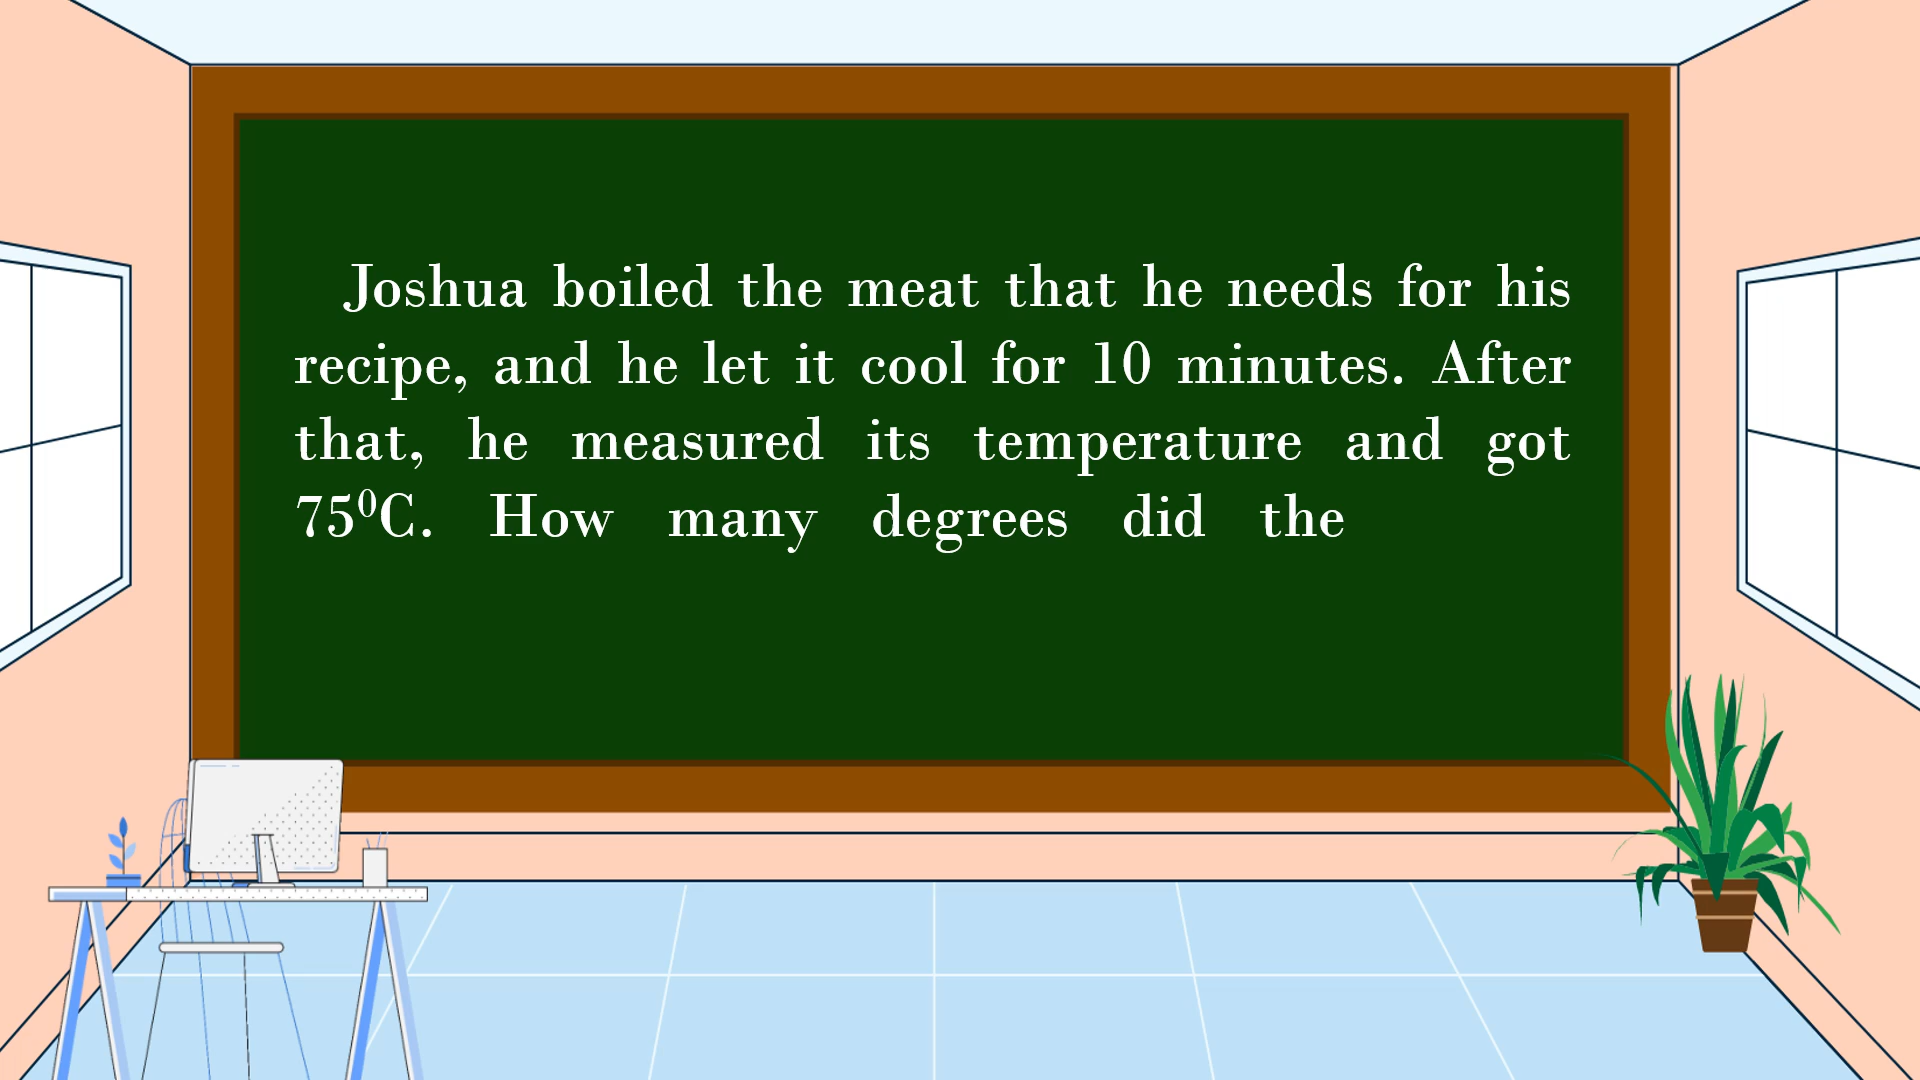 Joshua boiled the meat that he needs for his
recipe, and he let it cool for 10 minutes. After
that, he measured its temperature and got
75⁰C. How many degrees did the